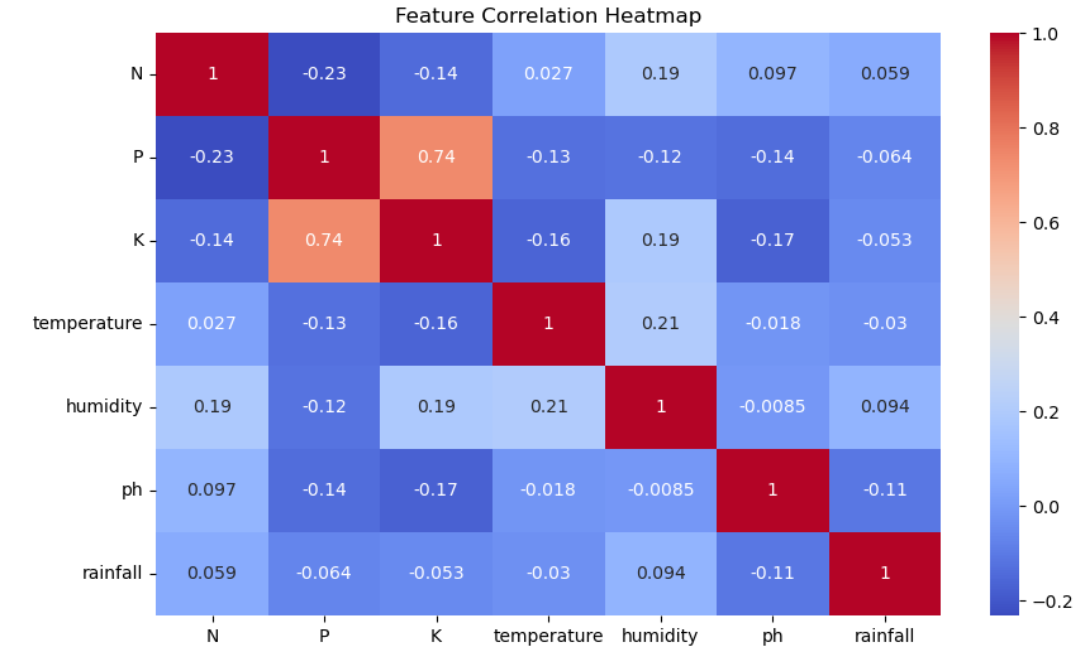 Feature Correlation Heatmap
N 1 -0.23 -0.14 0.027 0.19 0.097 0.059
P -0.23 1 0.74 -0.13 -0.12 -0.14 -0.064
K -0.14 0.74 1 -0.16 0.19 -0.17 -0.053
temperature 0.027 -0.13 -0.16 1 0.21 -0.018 -0.03
humidity 0.19 -0.12 0.19 0.21 1 -0.0085 0.094
ph 0.097 -0.14 -0.17 -0.018 -0.0085 1 -0.11
rainfall 0.059 -0.064 -0.053 -0.03 0.094 -0.11 1
N P K temperature humidity ph rainfall
1.0
0.8
0.6
0.4
0.2
0.0
−0.2